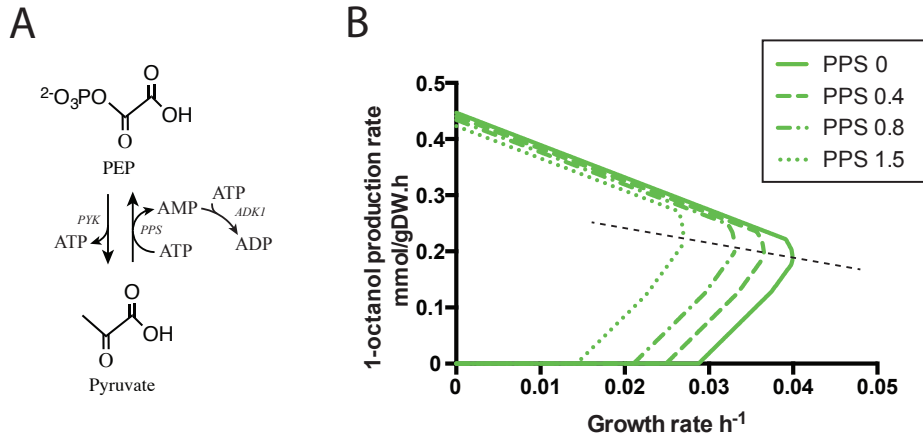 A
²⁻O₃PO
O
OH
O
PEP
PYK
ATP
PPS
AMP
ATP
ATP
ADK1
ADP
O
OH
O
Pyruvate
B
PPS 0
PPS 0.4
PPS 0.8
PPS 1.5
1-octanol production rate
mmol/gDW.h
0.5
0.4
0.3
0.2
0.1
0
0
0.01
0.02
0.03
0.04
0.05
Growth rate h⁻¹